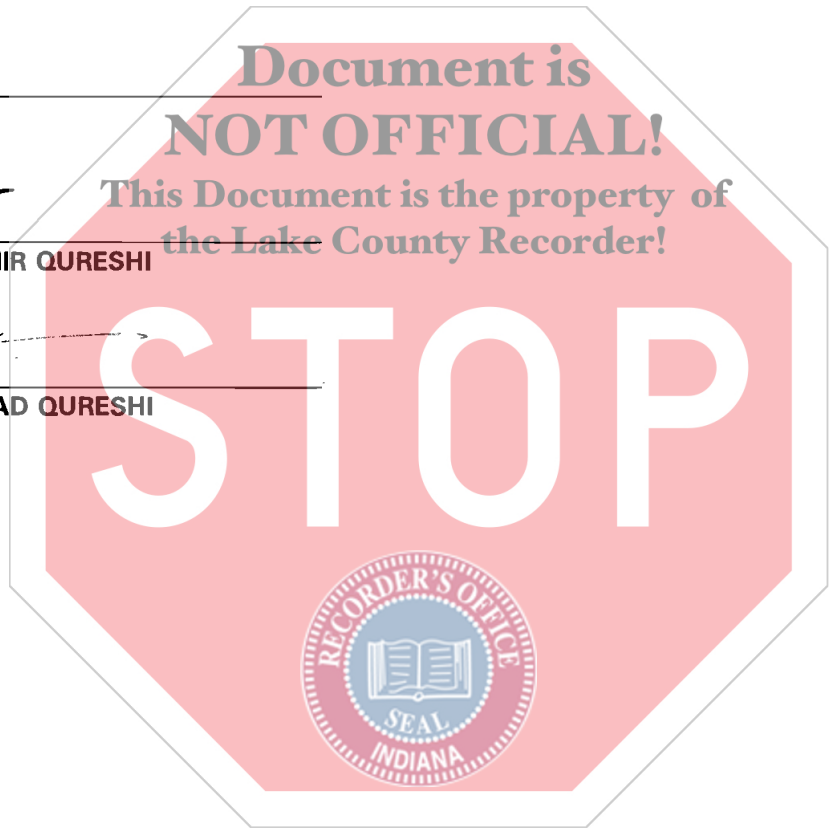 Document is
NOT OFFICIAL!
This Document is the property of
the Lake County Recorder!
IR QURESHI
AD QURESHI
STOP
RECORDER'S OFFICE
SEAL
INDIANA